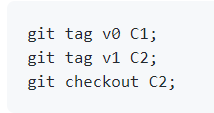 git tag v0 C1;
git tag v1 C2;
git checkout C2;